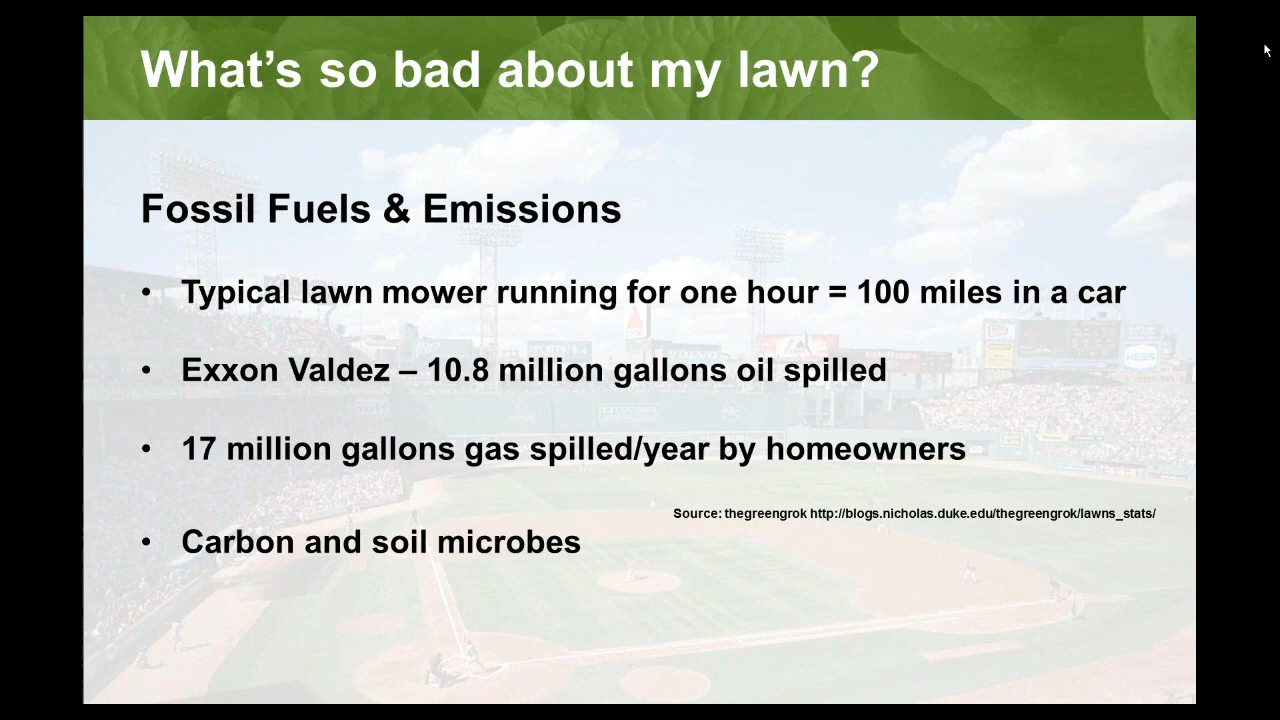 What’s so bad about my lawn?
Fossil Fuels & Emissions
• Typical lawn mower running for one hour = 100 miles in a car
• Exxon Valdez – 10.8 million gallons oil spilled
• 17 million gallons gas spilled/year by homeowners
Source: thegreengrok http://blogs.nicholas.duke.edu/thegreengrok/lawns_stats/
• Carbon and soil microbes
VOLVO
HESS